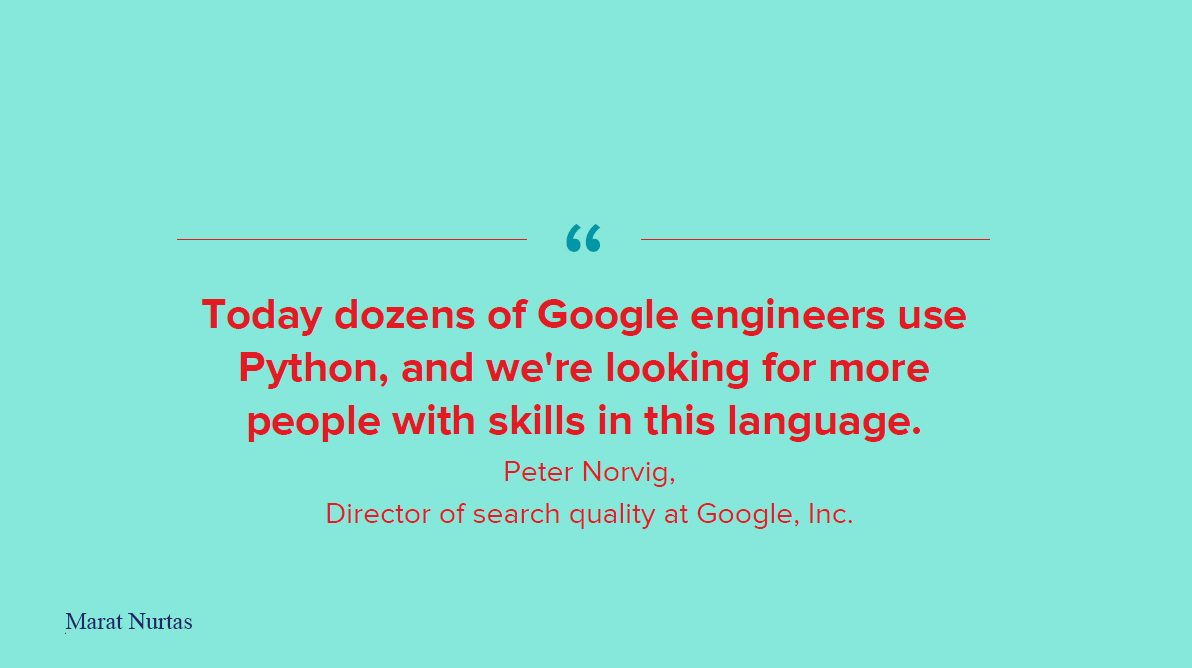 “
Today dozens of Google engineers use
Python, and we're looking for more
people with skills in this language.
Peter Norvig,
Director of search quality at Google, Inc.
Marat Nurtas